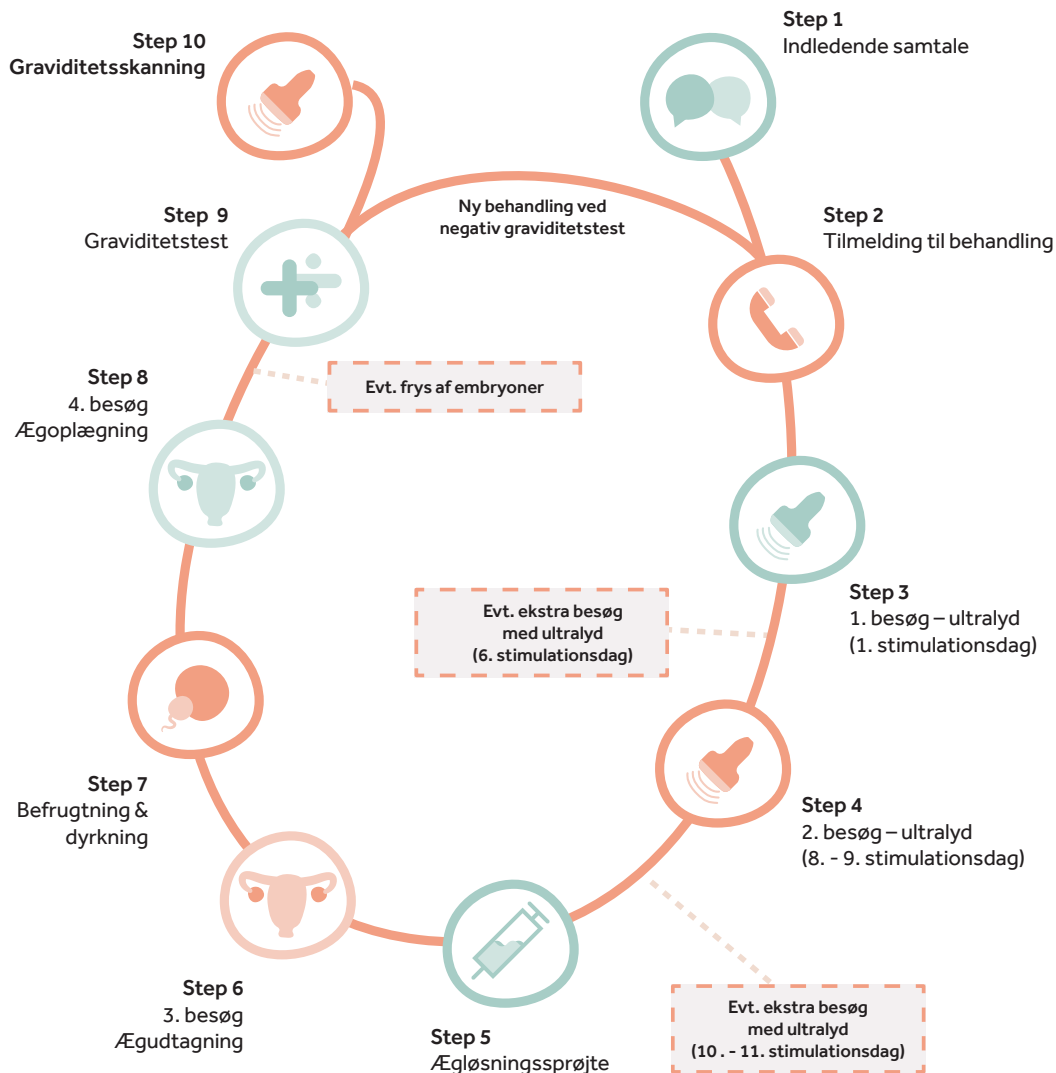 Step 1
Indledende samtale
Step 2
Tilmelding til behandling
Step 3
1. besøg – ultralyd
(1. stimulationsdag)
Evt. ekstra besøg
med ultralyd
(6. stimulationsdag)
Step 4
2. besøg – ultralyd
(8. - 9. stimulationsdag)
Evt. ekstra besøg
med ultralyd
(10 . - 11. stimulationsdag)
Step 5
Ægløsningssprøjte
Step 6
3. besøg
Ægudtagning
Step 7
Befrugtning &
dyrkning
Step 8
4. besøg
Ægoplægning
Evt. frys af embryoner
Step 9
Graviditetstest
Ny behandling ved
negativ graviditetstest
Step 10
Graviditetsskanning